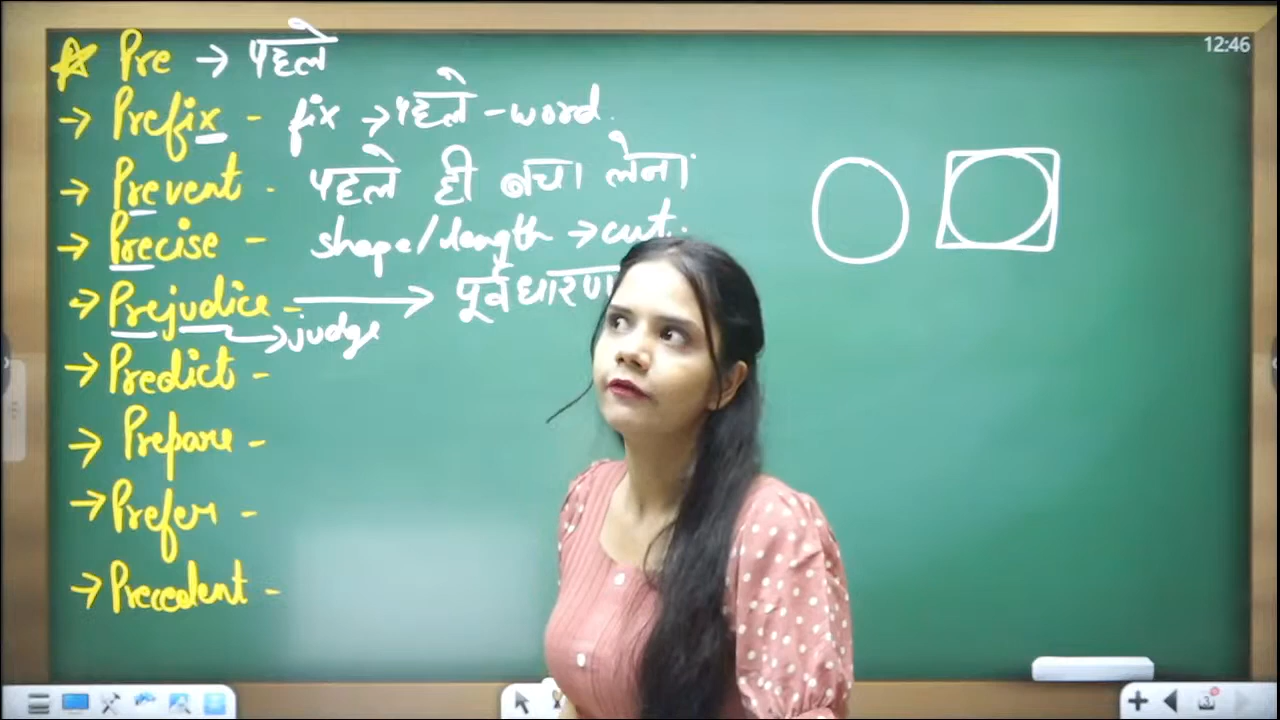 12:46
Pre → पहले
→ Prefix - fix → पहले - word.
→ Prevent - पहले ही बचा लेना
→ Precise - shape/length → cut.
→ Prejudice - → पूर्वधारणा
→ judge
→ Predict -
→ Prepare -
→ Prefer -
→ Precedent -
3